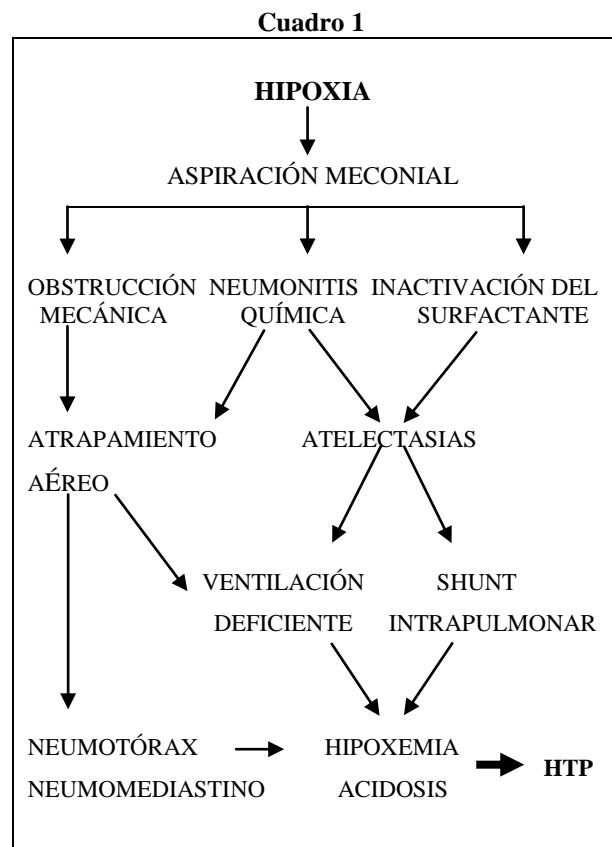 Cuadro 1
HIPOXIA
ASPIRACIÓN MECONIAL
OBSTRUCCIÓN NEUMONITIS INACTIVACIÓN DEL
MECÁNICA QUÍMICA SURFACTANTE
ATRAPAMIENTO ATELECTASIAS
AÉREO
VENTILACIÓN SHUNT
DEFICIENTE INTRAPULMONAR
NEUMOTÓRAX HIPOXEMIA HTP
NEUMOMEDIASTINO ACIDOSIS